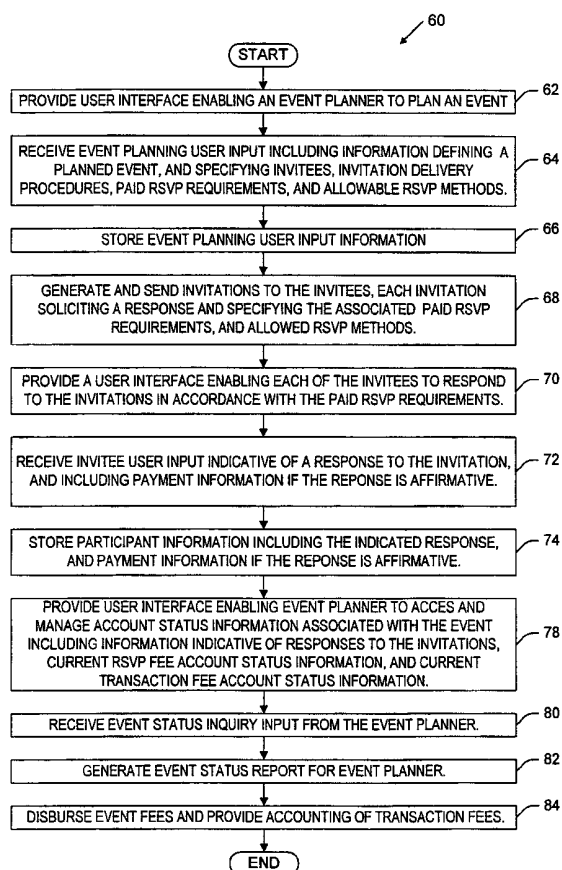 60
START
PROVIDE USER INTERFACE ENABLING AN EVENT PLANNER TO PLAN AN EVENT
62
RECEIVE EVENT PLANNING USER INPUT INCLUDING INFORMATION DEFINING A
PLANNED EVENT, AND SPECIFYING INVITEES, INVITATION DELIVERY
PROCEDURES, PAID RSVP REQUIREMENTS, AND ALLOWABLE RSVP METHODS.
64
STORE EVENT PLANNING USER INPUT INFORMATION
66
GENERATE AND SEND INVITATIONS TO THE INVITEES, EACH INVITATION
SOLICITING A RESPONSE AND SPECIFYING THE ASSOCIATED PAID RSVP
REQUIREMENTS, AND ALLOWED RSVP METHODS.
68
PROVIDE A USER INTERFACE ENABLING EACH OF THE INVITEES TO RESPOND
TO THE INVITATIONS IN ACCORDANCE WITH THE PAID RSVP REQUIREMENTS.
70
RECEIVE INVITEE USER INPUT INDICATIVE OF A RESPONSE TO THE INVITATION,
AND INCLUDING PAYMENT INFORMATION IF THE REPONSE IS AFFIRMATIVE.
72
STORE PARTICIPANT INFORMATION INCLUDING THE INDICATED RESPONSE,
AND PAYMENT INFORMATION IF THE REPONSE IS AFFIRMATIVE.
74
PROVIDE USER INTERFACE ENABLING EVENT PLANNER TO ACCES AND
MANAGE ACCOUNT STATUS INFORMATION ASSOCIATED WITH THE EVENT
INCLUDING INFORMATION INDICATIVE OF RESPONSES TO THE INVITATIONS,
CURRENT RSVP FEE ACCOUNT STATUS INFORMATION, AND CURRENT
TRANSACTION FEE ACCOUNT STATUS INFORMATION.
78
RECEIVE EVENT STATUS INQUIRY INPUT FROM THE EVENT PLANNER.
80
GENERATE EVENT STATUS REPORT FOR EVENT PLANNER.
82
DISBURSE EVENT FEES AND PROVIDE ACCOUNTING OF TRANSACTION FEES.
84
END